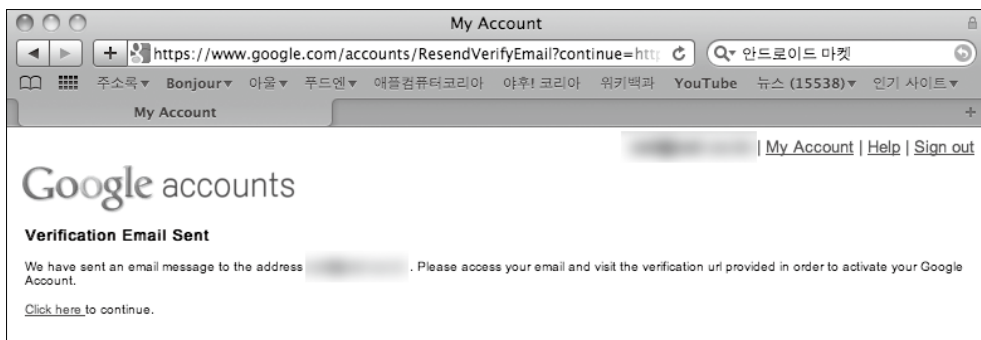 My Account
https://www.google.com/accounts/ResendVerifyEmail?continue=http
안드로이드 마켓
주소록 Bonjour 아울 푸드엔 애플컴퓨터코리아 야후! 코리아 위키백과 YouTube 뉴스 (15538) 인기 사이트
My Account
| My Account | Help | Sign out
Google accounts
Verification Email Sent
We have sent an email message to the address . Please access your email and visit the verification url provided in order to activate your Google
Account.
Click here to continue.